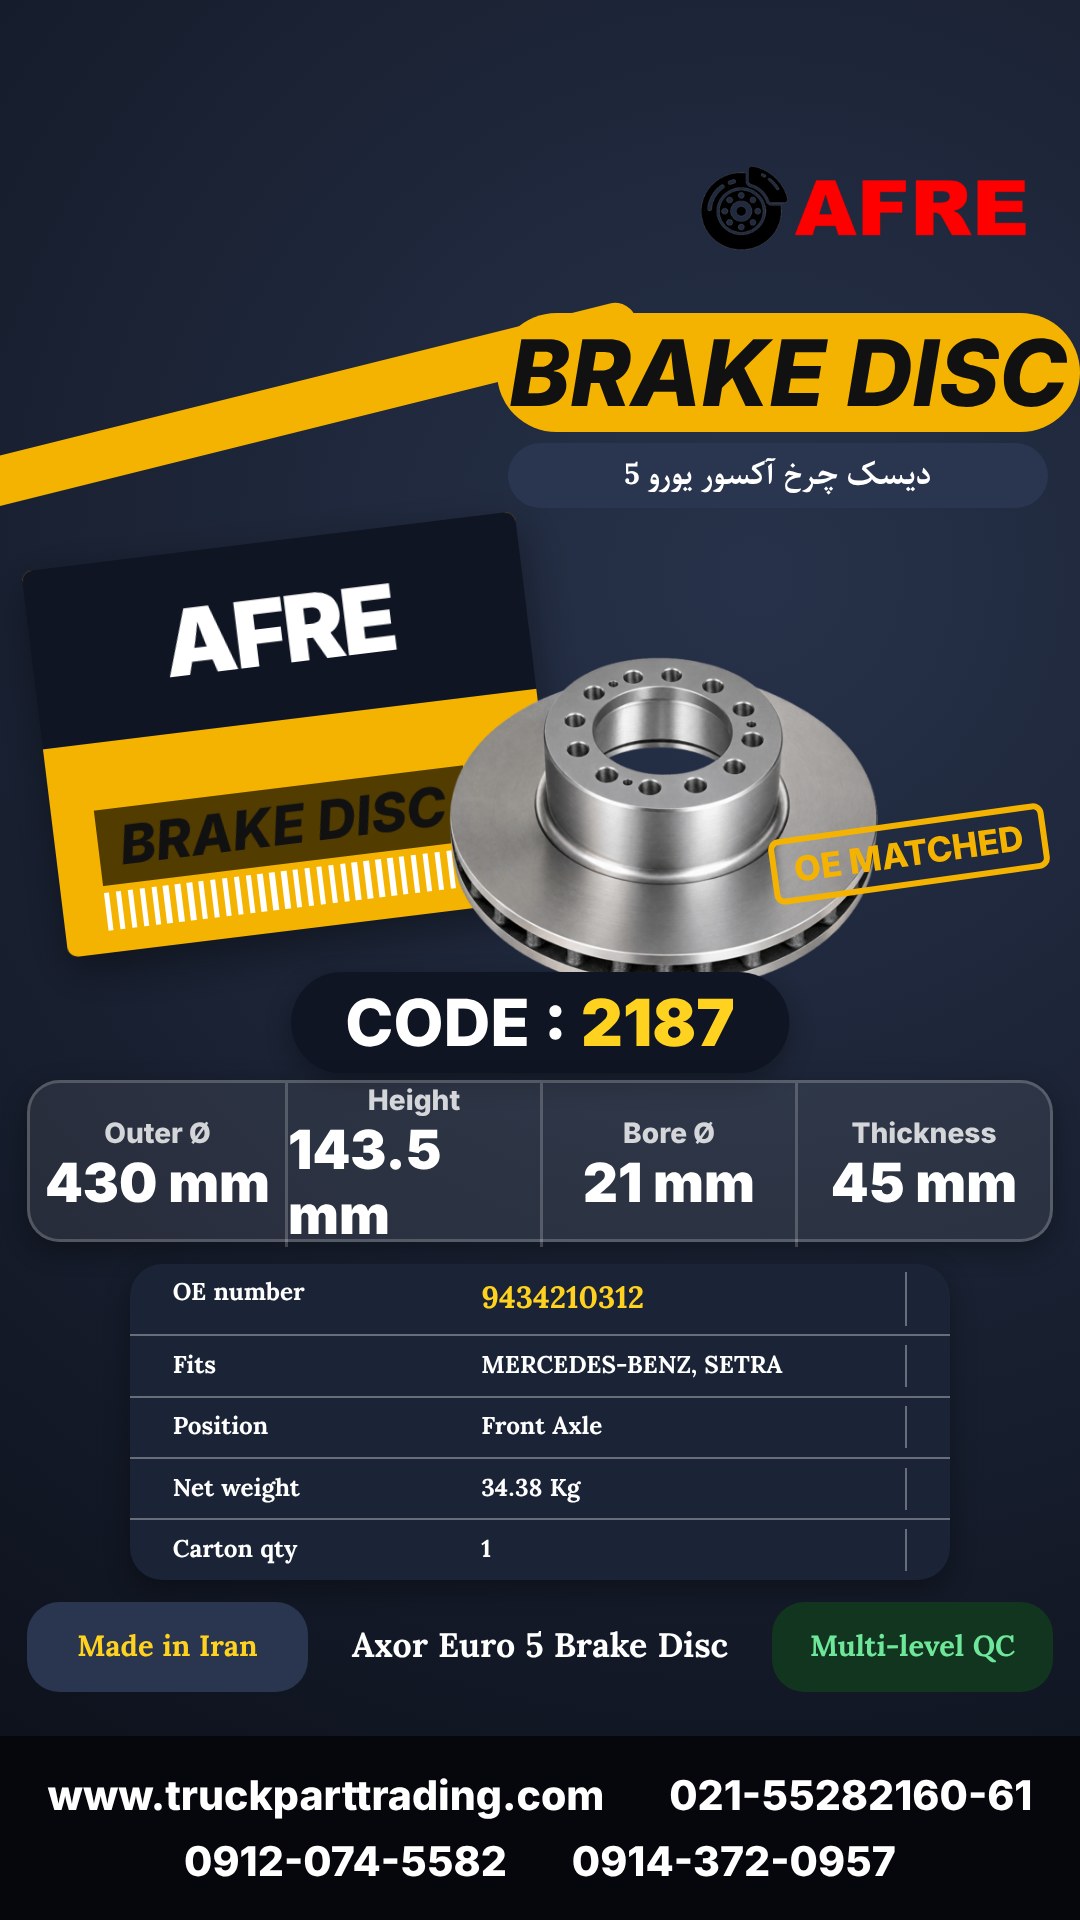 AFRE
BRAKE DISC
دیسک چرخ آکسور یورو 5
AFRE
BRAKE DISC
OE MATCHED
CODE : 2187
Outer Ø
430 mm
Height
143.5
mm
Bore Ø
21 mm
Thickness
45 mm
OE number 9434210312
Fits MERCEDES-BENZ, SETRA
Position Front Axle
Net weight 34.38 Kg
Carton qty 1
Made in Iran
Axor Euro 5 Brake Disc
Multi-level QC
www.truckparttrading.com 021-55282160-61
0912-074-5582 0914-372-0957